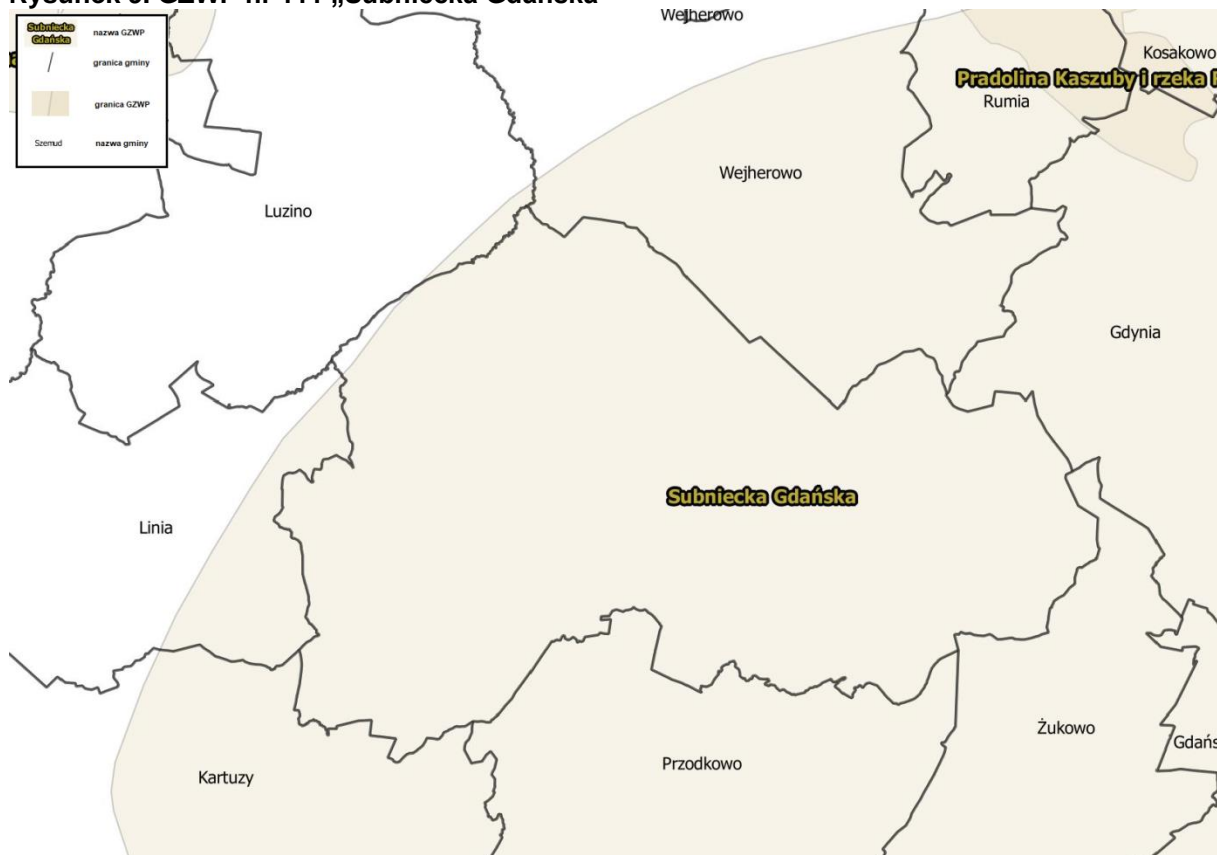 Subniecka
Gdańska
nazwa GZWP
granica gminy
granica GZWP
Szemud
nazwa gminy
Wejherowo
Kosakowo
Pradolina Kaszuby i rzeka
Rumia
Wejherowo
Luzino
Gdynia
Subniecka Gdańska
Linia
Żukowo
Gdańs
Przodkowo
Kartuzy